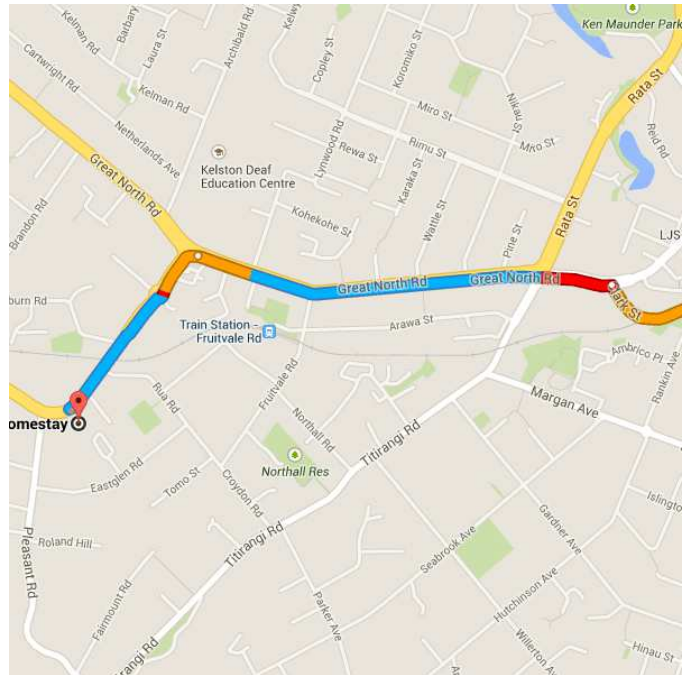 Ken Maunder Park
Kelman Rd
Barbary
Laura St
Archibald Rd
Cartwright Rd
Kelman Rd
Copley St
Koromiko St
Nikau St
Rata St
Reid Rd
Miro St
Miro St
Netherlands Ave
Lynwood Rd
Rewa St
Rimu St
Kelston Deaf
Education Centre
Great North Rd
Karaka St
Wattle St
Kohekohe St
Brandon Rd
Rata St
Pine St
LJS
Great North Rd
Great North Rd
Clark St
burn Rd
Train Station -
Fruitvale Rd
Arawa St
Ambrico Pl
Rankin Ave
Fruitvale Rd
Margan Ave
Rua Rd
omestay
Northall Rd
Titirangi Rd
Eastglen Rd
Tomo St
Croydon Rd
Northall Res
Islington
Pleasant Rd
Roland Hill
Titirangi Rd
Seabrook Ave
Gardner Ave
Hutchinson Ave
Fairmount Rd
Parker Ave
Willerton Ave
Hinau St
tirangi Rd